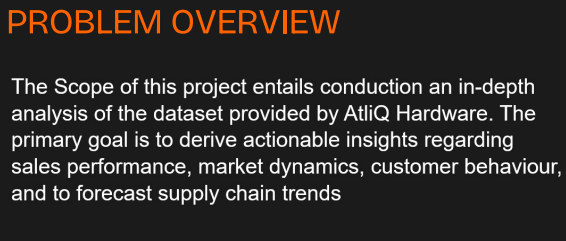 PROBLEM OVERVIEW
The Scope of this project entails conduction an in-depth
analysis of the dataset provided by AtliQ Hardware. The
primary goal is to derive actionable insights regarding
sales performance, market dynamics, customer behaviour,
and to forecast supply chain trends